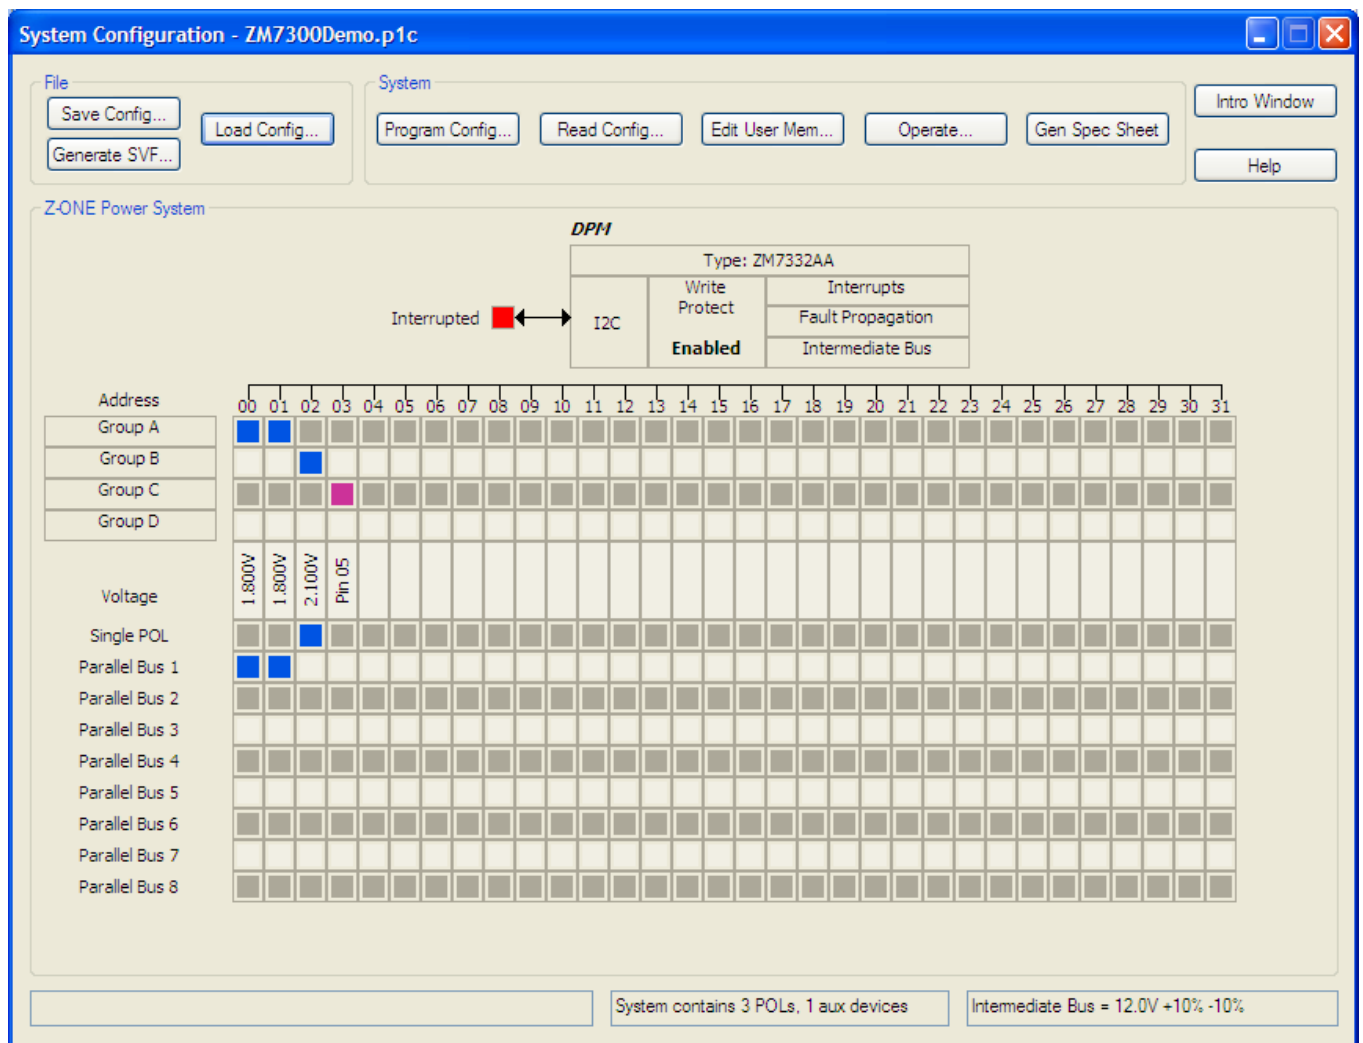 System Configuration - ZM7300Demo.p1c
File
System
Save Config...
Load Config...
Generate SVF...
Program Config...
Read Config...
Edit User Mem...
Operate...
Gen Spec Sheet
Intro Window
Help
Z-ONE Power System
DPM
Type: ZM7332AA
Interrupted
I2C
Write
Protect
Enabled
Interrupts
Fault Propagation
Intermediate Bus
Address 00 01 02 03 04 05 06 07 08 09 10 11 12 13 14 15 16 17 18 19 20 21 22 23 24 25 26 27 28 29 30 31
Group A
Group B
Group C
Group D
Voltage 1.800V 1.800V 2.100V Pin 05
Single POL
Parallel Bus 1
Parallel Bus 2
Parallel Bus 3
Parallel Bus 4
Parallel Bus 5
Parallel Bus 6
Parallel Bus 7
Parallel Bus 8
System contains 3 POLs, 1 aux devices
Intermediate Bus = 12.0V +10% -10%